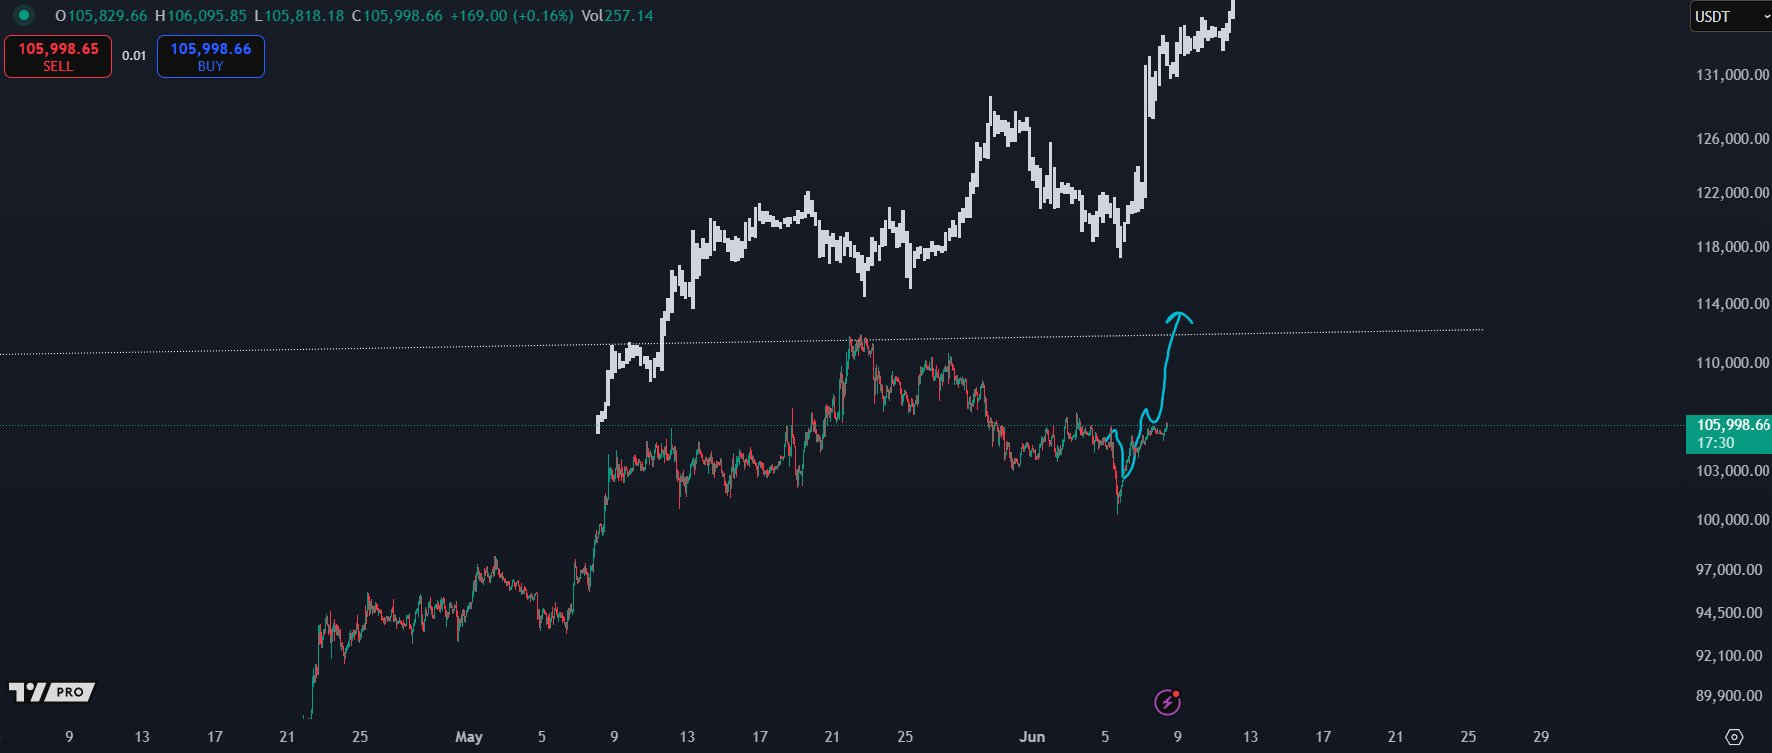 O105,829.66 H106,095.85 L105,818.18 C105,998.66 +169.00 (+0.16%) Vol257.14
USDT
105,998.65
SELL
0.01
105,998.66
BUY
131,000.00
126,000.00
122,000.00
118,000.00
114,000.00
110,000.00
105,998.66
17:30
103,000.00
100,000.00
97,000.00
94,500.00
92,100.00
89,900.00
PRO
9 13 17 21 25 May 5 9 13 17 21 25 Jun 5 9 13 17 21 25 29